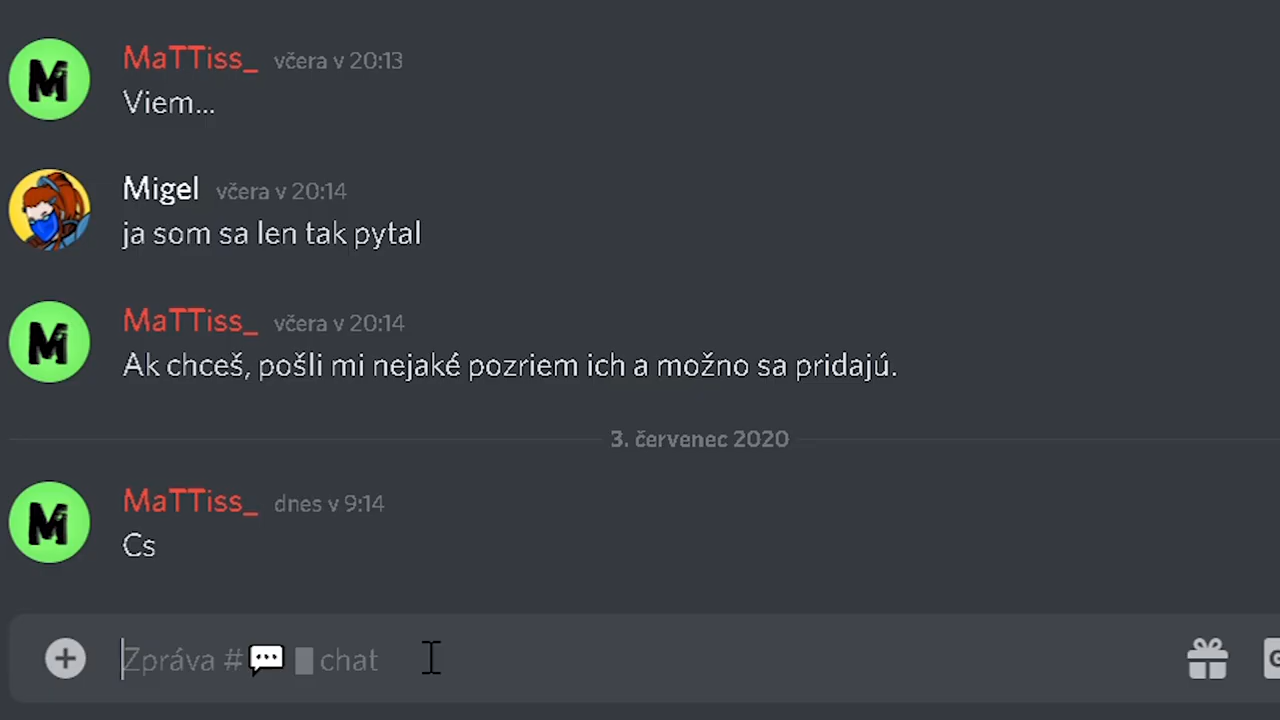 MaTTiss_ včera v 20:13
Viem...
Migel včera v 20:14
ja som sa len tak pytal
MaTTiss_ včera v 20:14
Ak chceš, pošli mi nejaké pozriem ich a možno sa pridajú.
3. červenec 2020
MaTTiss_ dnes v 9:14
Cs
Zpráva #💬 chat